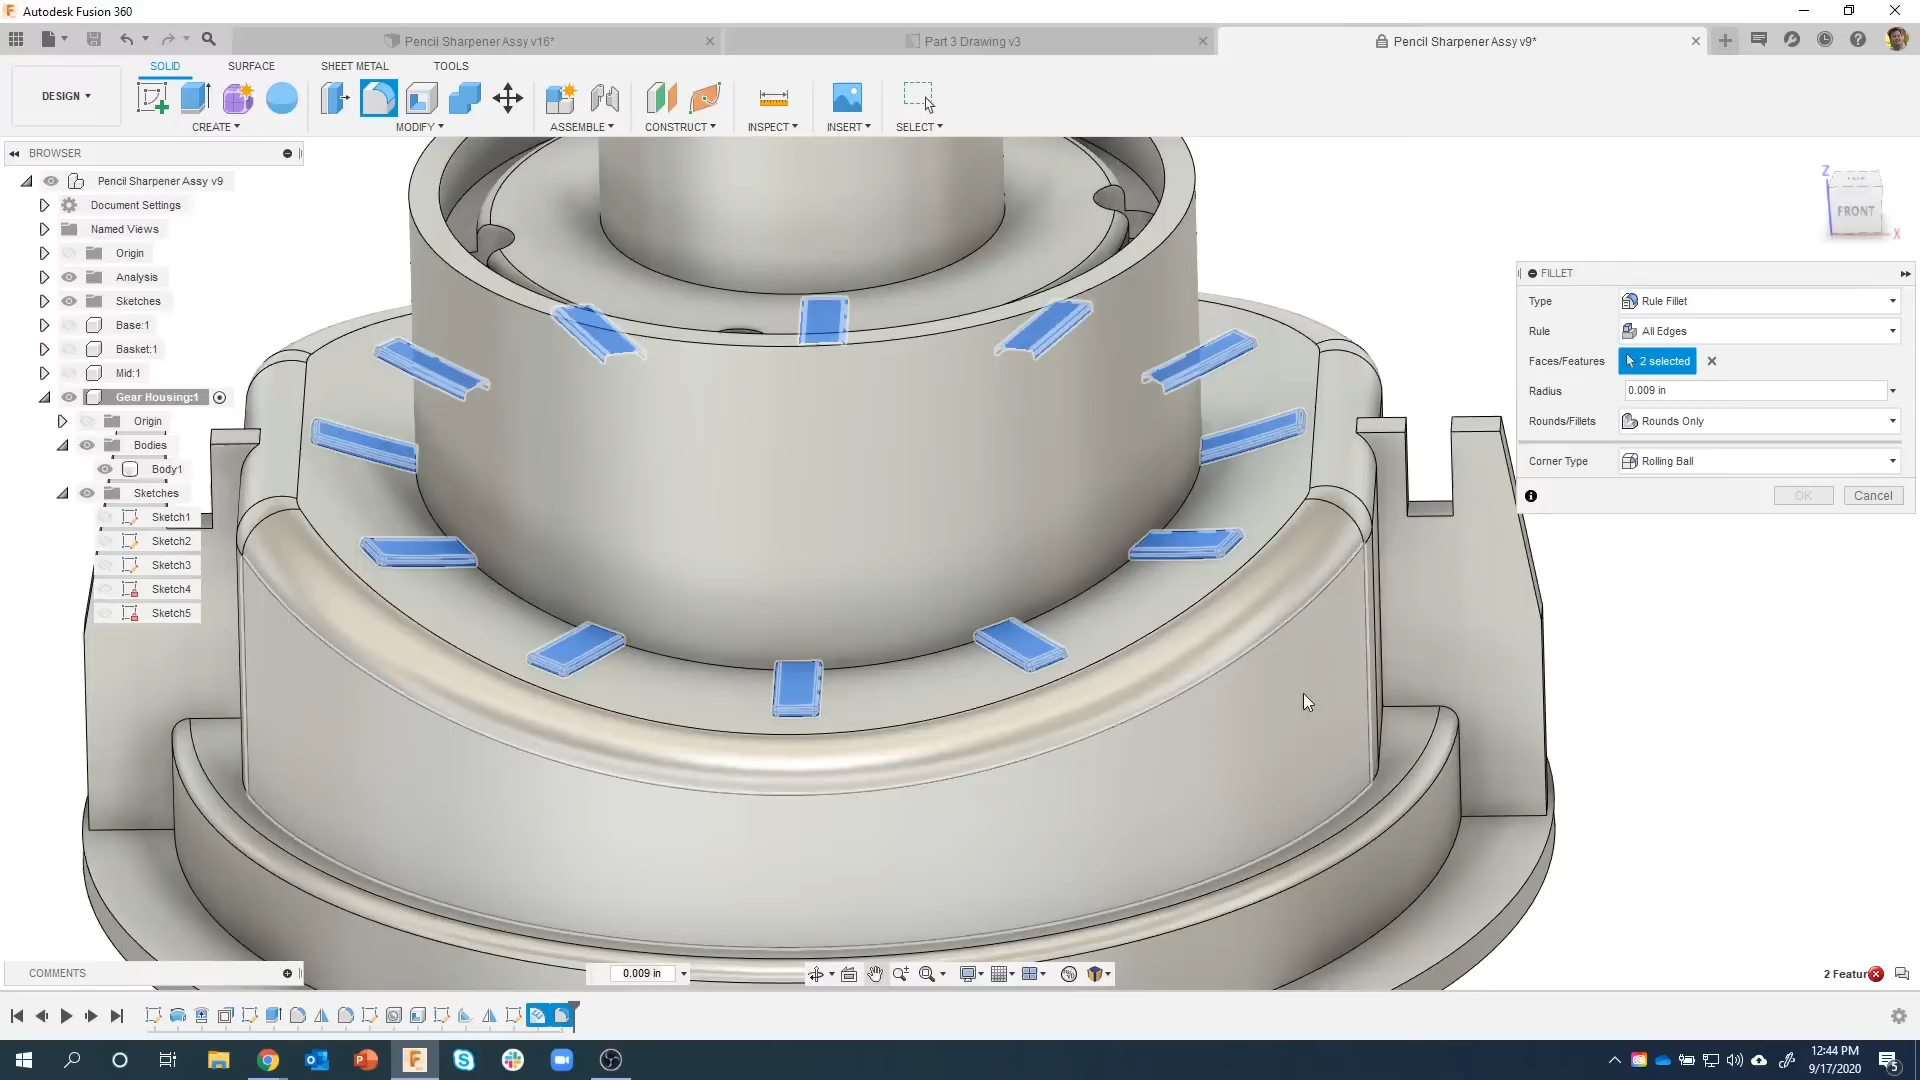 Autodesk Fusion 360
Pencil Sharpener Assy v16*
Part 3 Drawing v3
Pencil Sharpener Assy v9*
SOLID
SURFACE
SHEET METAL
TOOLS
DESIGN
CREATE
MODIFY
ASSEMBLE
CONSTRUCT
INSPECT
INSERT
SELECT
BROWSER
Pencil Sharpener Assy v9
Document Settings
Named Views
Origin
Analysis
Sketches
Base:1
Basket:1
Mid:1
Gear Housing:1
Origin
Bodies
Body1
Sketches
Sketch1
Sketch2
Sketch3
Sketch4
Sketch5
Z
TOP
FRONT
X
FILLET
Type
Rule Fillet
Rule
All Edges
Faces/Features
2 selected
Radius
0.009 in
Rounds/Fillets
Rounds Only
Corner Type
Rolling Ball
OK
Cancel
COMMENTS
0.009 in
2 Featur
12:44 PM
9/17/2020
5